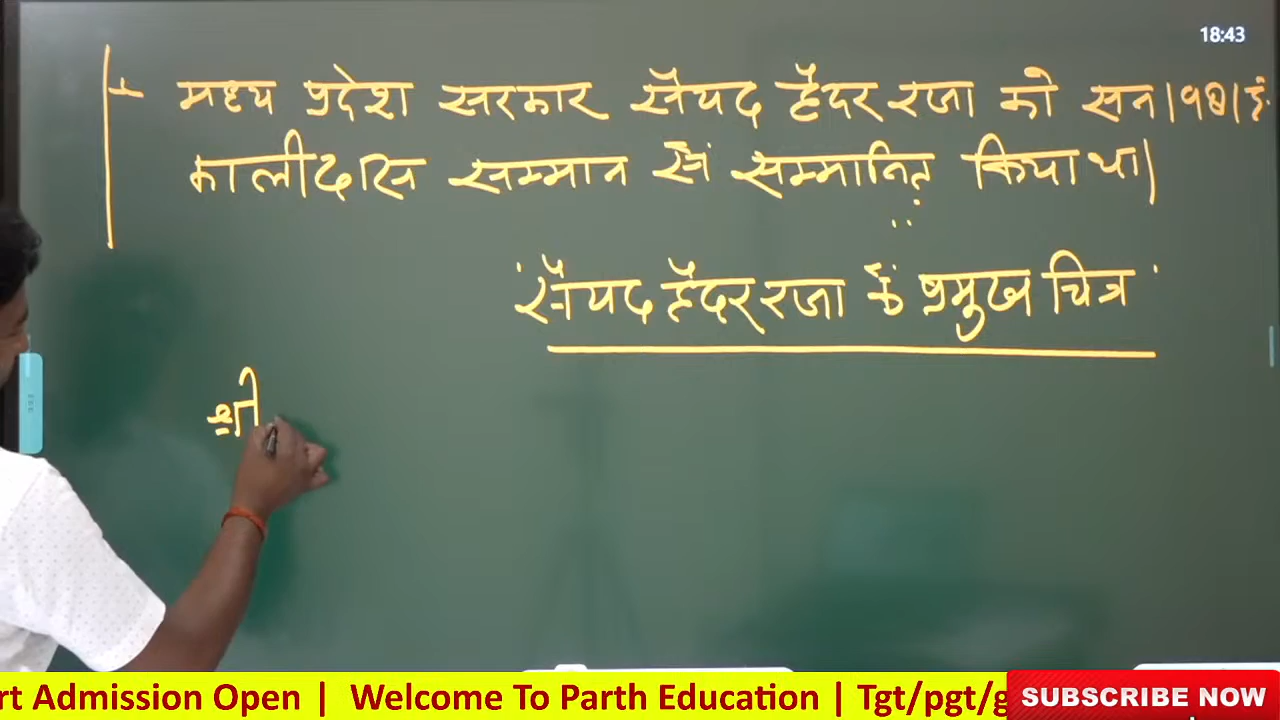 18:43
मध्य प्रदेश सरकार सैयद हैदर रजा को सन्
कालीदास सम्मान से सम्मानित किया था|
सैयद हैदर रजा के प्रमुख चित्र
श्री
rt Admission Open | Welcome To Parth Education | Tgt/pgt/g
SUBSCRIBE NOW